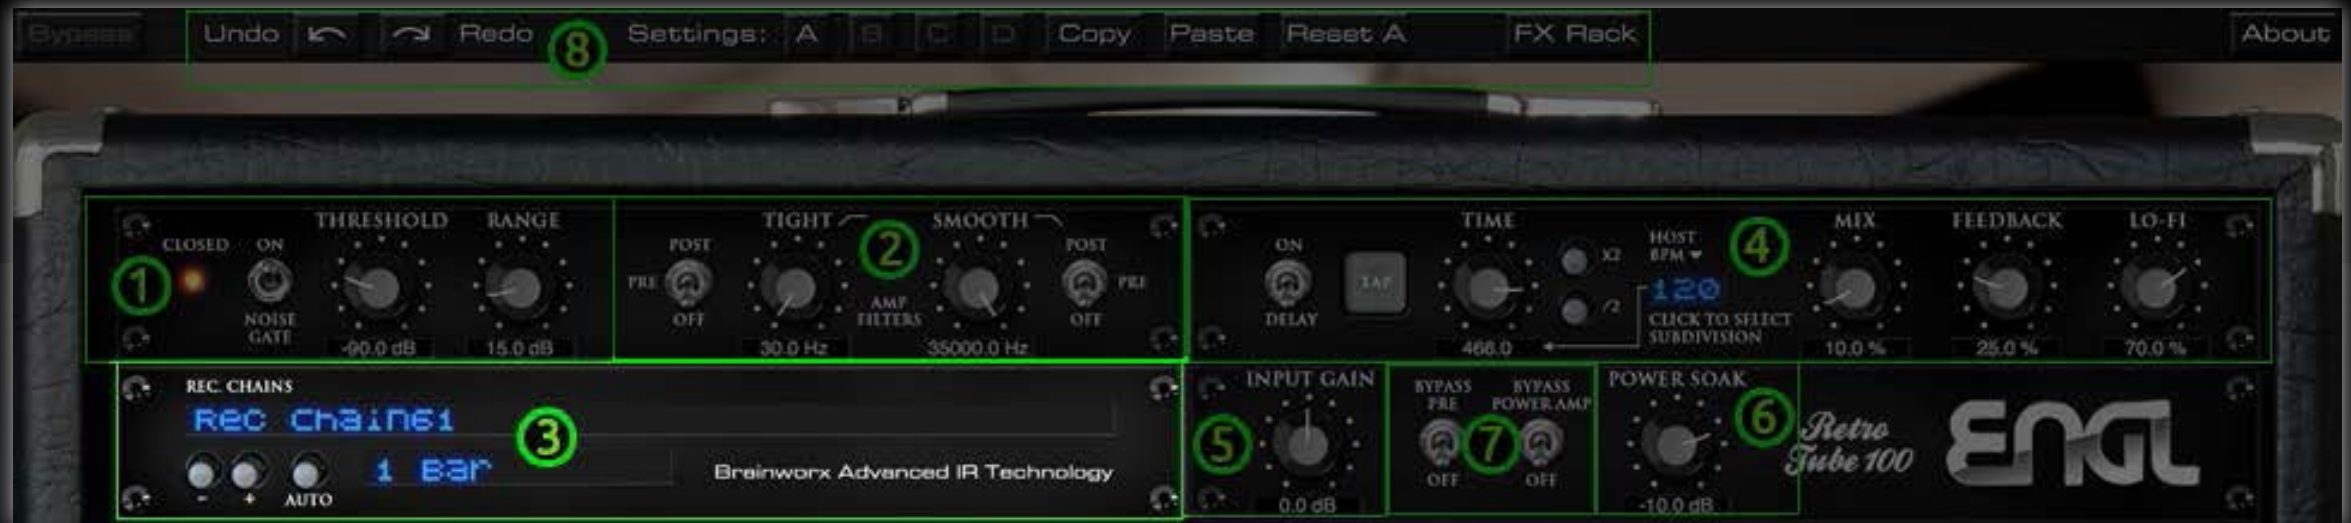 Bypass Undo Redo Settings: A B C D Copy Paste Reset A FX Rack About
8
THRESHOLD RANGE
CLOSED ON
1
NOISE
GATE
-90.0 dB 15.0 dB
TIGHT SMOOTH
POST POST
2
PRE PRE
AMP
FILTERS
OFF OFF
30.0 Hz 35000.0 Hz
TIME MIX FEEDBACK LO-FI
ON
HOST
BPM
4
X2
TAP
120
/2
DELAY
CLICK TO SELECT
SUBDIVISION
466.0 10.0 % 25.0 % 70.0 %
REC. CHAINS
Rec Chain61
3
1 Bar
Brainworx Advanced IR Technology
- + AUTO
INPUT GAIN
5
0.0 dB
BYPASS BYPASS
PRE POWER AMP
7
OFF OFF
POWER SOAK
6
-10.0 dB
Retro
Tube 100
ENGL